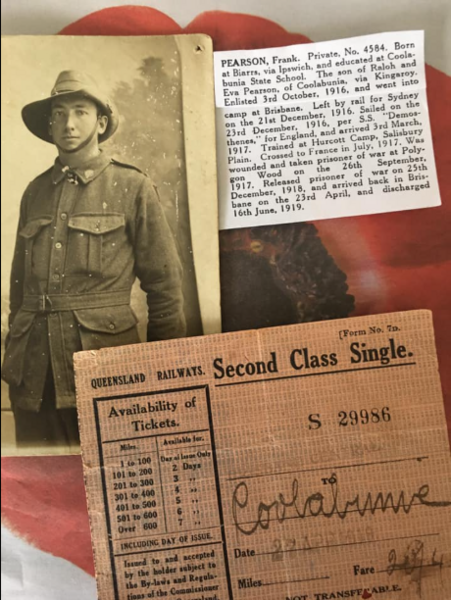 PEARSON, Frank. Private, No. 4584. Born
at Biarra, via Ipswich, and educated at Coola-
bunia State School. The son of Raloh and
Eva Pearson, of Coolabunia, via Kingaroy.
Enlisted 3rd October, 1916, and went into
camp at Brisbane. Left by rail for Sydney
on the 21st December, 1916. Sailed on the
23rd December, 1916, per S.S. "Demos-
thenes," for England, and arrived 3rd March,
1917. Trained at Hurcott Camp, Salisbury
Plain. Crossed to France in July, 1917. Was
wounded and taken prisoner of war at Poly-
gon Wood on the 26th September,
1917. Released prisoner of war on 25th
December, 1918, and arrived back in Bris-
bane on the 23rd April, and discharged
16th June, 1919.
[Form No. 7D.
QUEENSLAND RAILWAYS. Second Class Single.
Availability of
Tickets.
Miles. Available for.
1 to 100 Day of Issue Only
101 to 200 2 Days
201 to 300 3 ,,
301 to 400 4 ,,
401 to 500 5 ,,
501 to 600 6 ,,
Over 600 7 ,,
INCLUDING DAY OF ISSUE.
Issued to and accepted
by the holder subject to
the By-laws and Regula-
tions of the Commissioner
S 29986
TO
Coolabunia
Date
Miles Fare
NOT TRANSFERABLE.